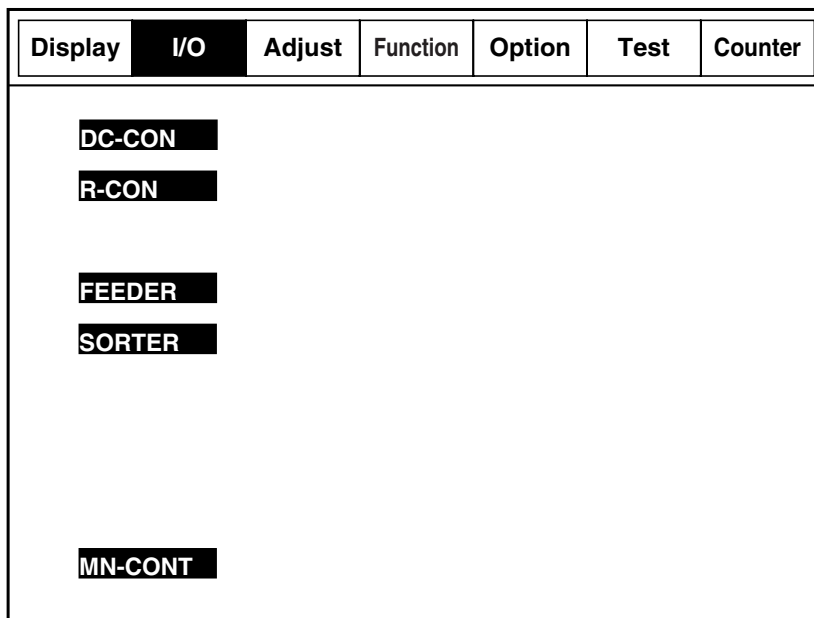 Display I/O Adjust Function Option Test Counter
DC-CON
R-CON
FEEDER
SORTER
MN-CONT